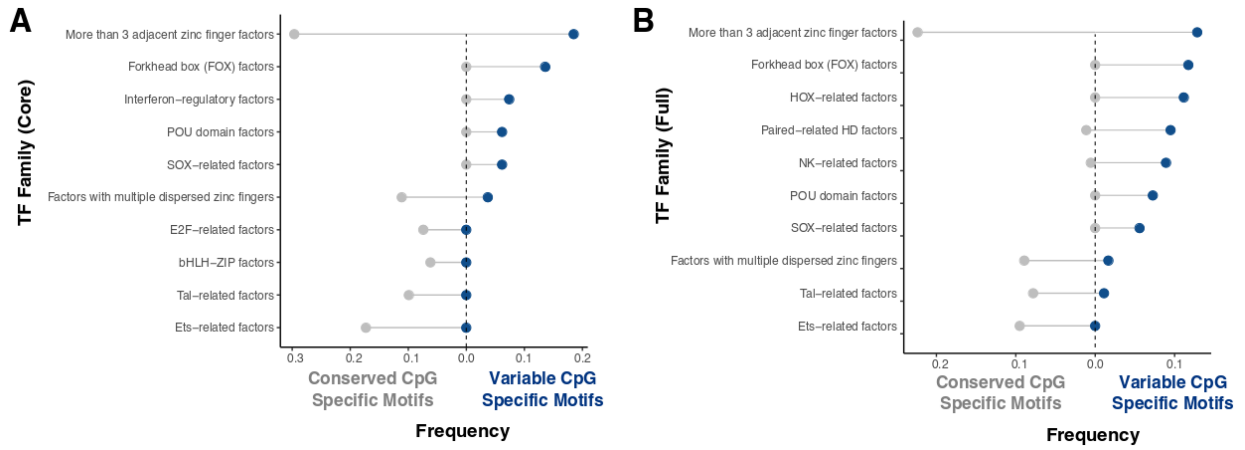 A
TF Family (Core)
More than 3 adjacent zinc finger factors
Forkhead box (FOX) factors
Interferon−regulatory factors
POU domain factors
SOX−related factors
Factors with multiple dispersed zinc fingers
E2F−related factors
bHLH−ZIP factors
Tal−related factors
Ets−related factors
0.3 0.2 0.1 0.0 0.1 0.2
Conserved CpG
Specific Motifs
Variable CpG
Specific Motifs
Frequency
B
TF Family (Full)
More than 3 adjacent zinc finger factors
Forkhead box (FOX) factors
HOX−related factors
Paired−related HD factors
NK−related factors
POU domain factors
SOX−related factors
Factors with multiple dispersed zinc fingers
Tal−related factors
Ets−related factors
0.2 0.1 0.0 0.1
Conserved CpG
Specific Motifs
Variable CpG
Specific Motifs
Frequency